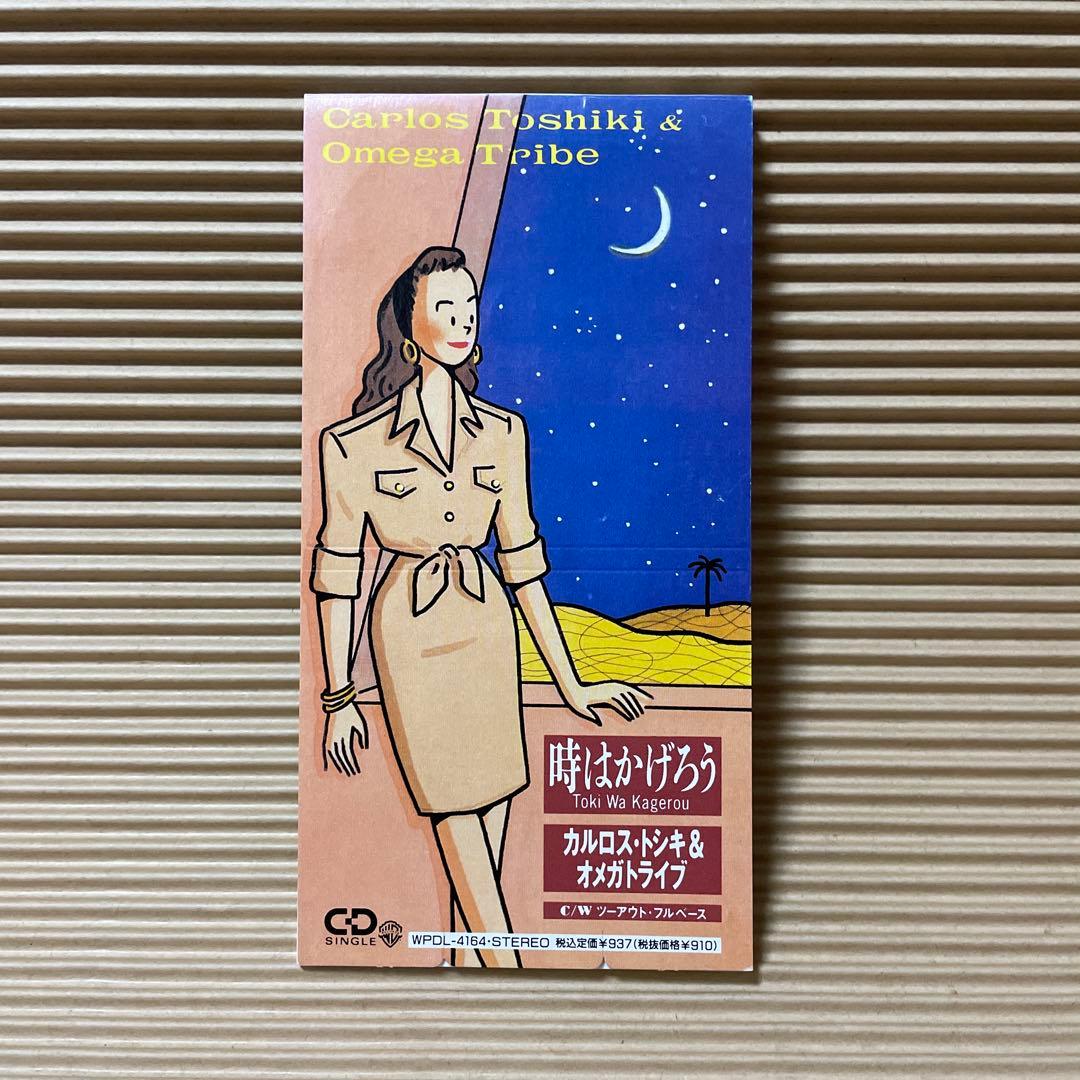 Carlos Toshiki &
Omega Tribe
時はかげろう
Toki Wa Kagerou
カルロス・トシキ&
オメガトライブ
C/W ツーアウト・フルベース
CD
SINGLE
WPDL-4164・STEREO 税込定価¥937(税抜価格¥910)